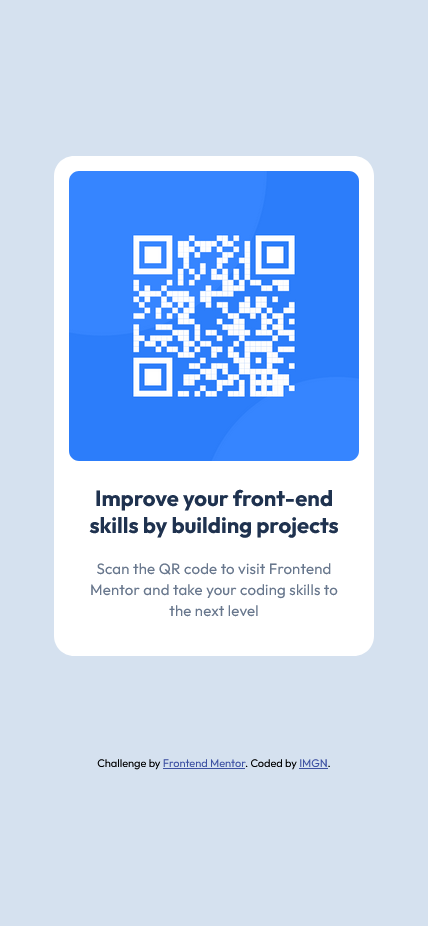 Improve your front-end
skills by building projects
Scan the QR code to visit Frontend
Mentor and take your coding skills to
the next level
Challenge by Frontend Mentor. Coded by IMGN.